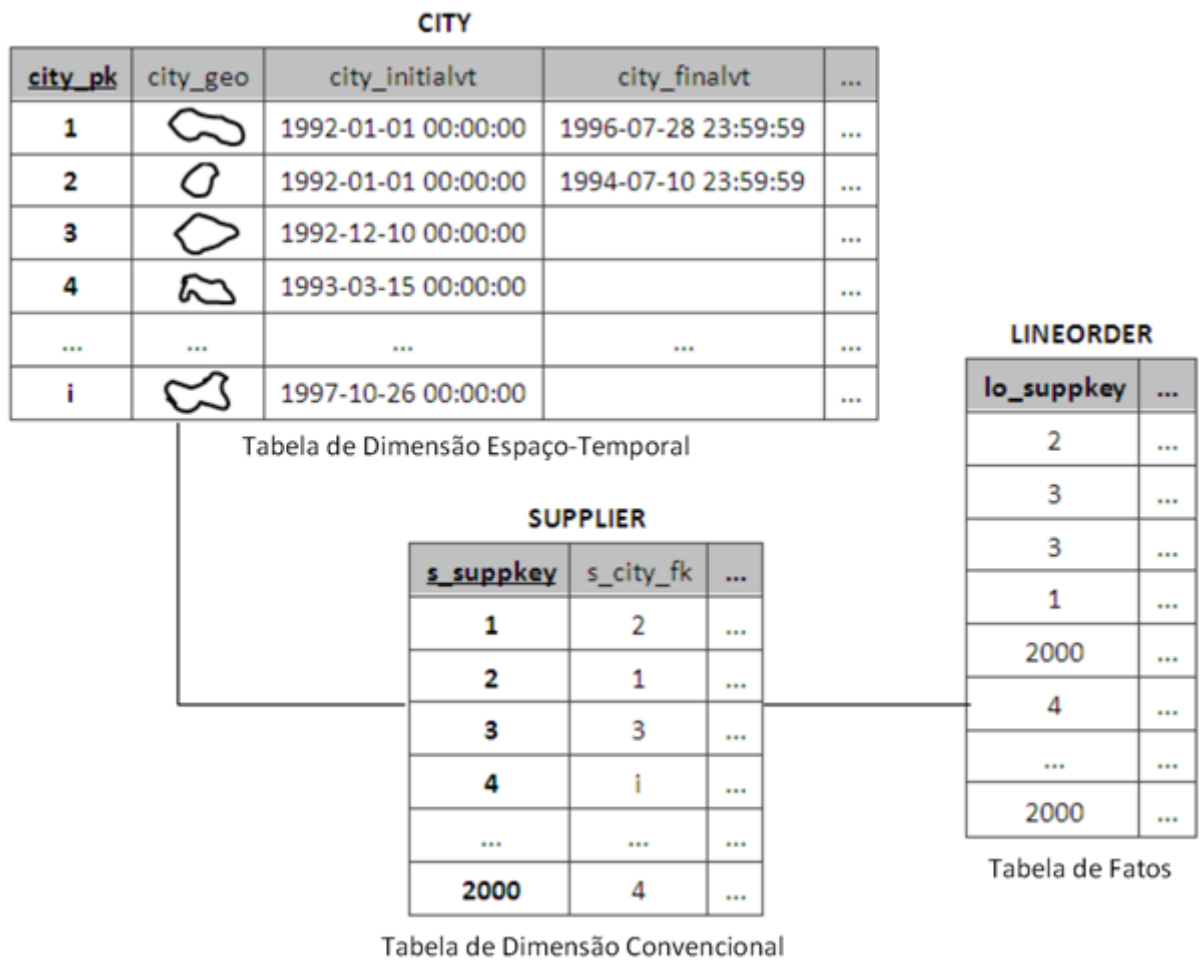 CITY
city_pk city_geo city_initialvt city_finalvt ...
1 1992-01-01 00:00:00 1996-07-28 23:59:59 ...
2 1992-01-01 00:00:00 1994-07-10 23:59:59 ...
3 1992-12-10 00:00:00 ...
4 1993-03-15 00:00:00 ...
... ... ... ... ...
i 1997-10-26 00:00:00 ...
Tabela de Dimensão Espaço-Temporal
SUPPLIER
s_suppkey s_city_fk ...
1 2 ...
2 1 ...
3 3 ...
4 i ...
... ... ...
2000 4 ...
Tabela de Dimensão Convencional
LINEORDER
lo_suppkey ...
2 ...
3 ...
3 ...
1 ...
2000 ...
4 ...
... ...
2000 ...
Tabela de Fatos